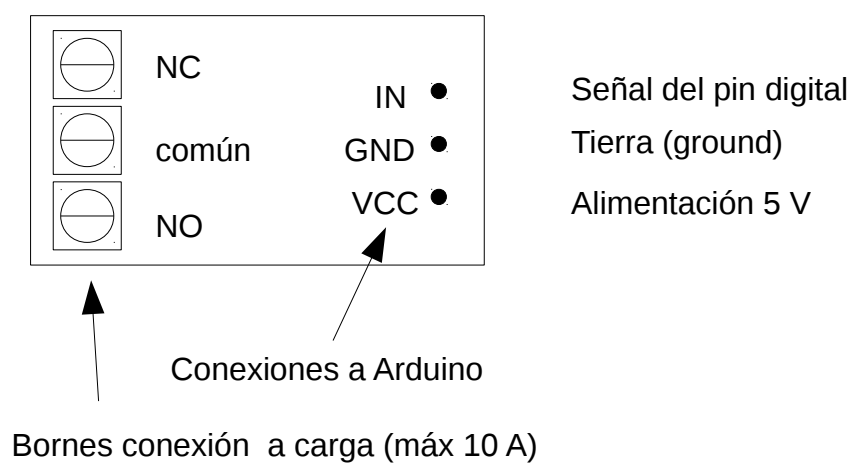 NC
IN
Señal del pin digital
común
GND
Tierra (ground)
NO
VCC
Alimentación 5 V
Conexiones a Arduino
Bornes conexión  a carga (máx 10 A)